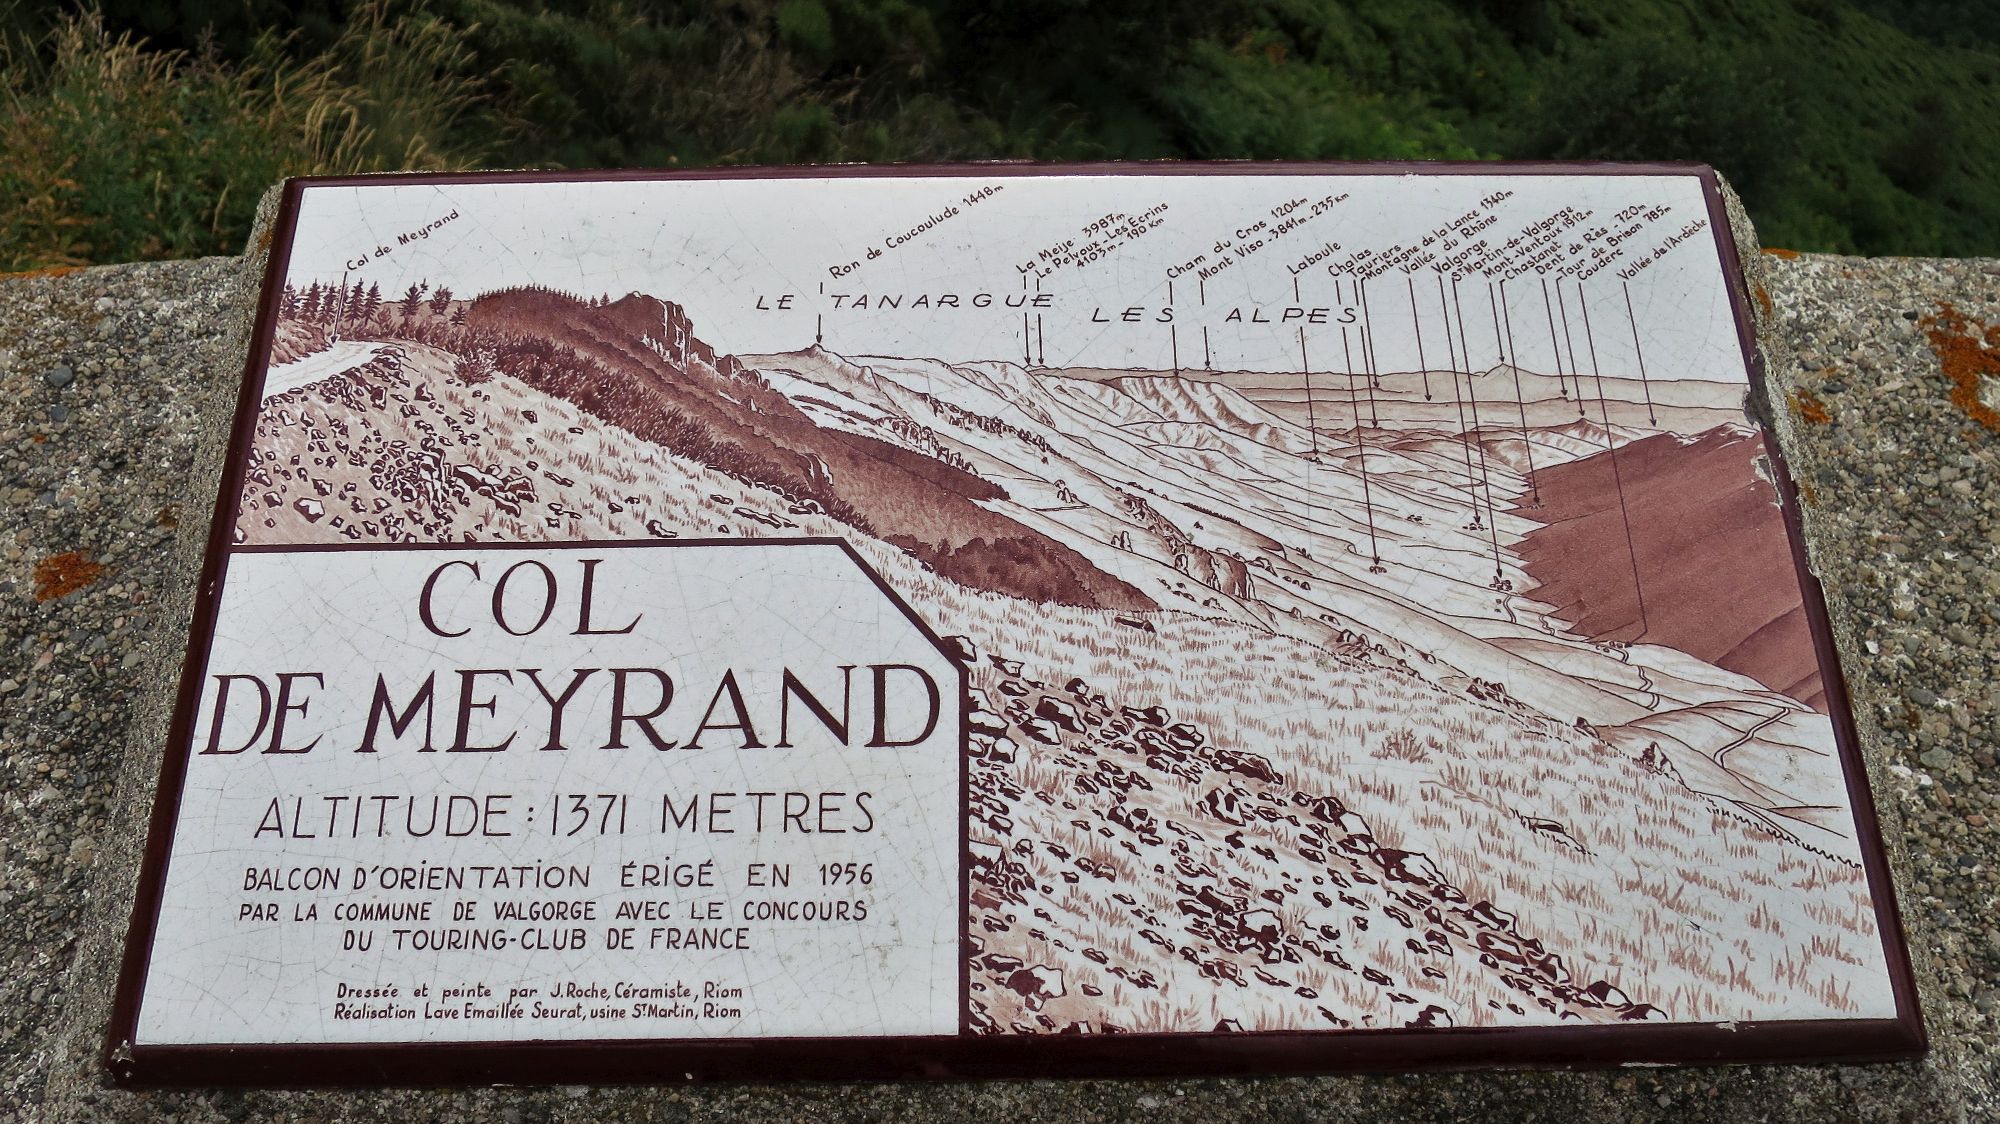 Col de Meyrand
Ron de Coucoulude 1448m
La Meije - 3987m
Le Pelvoux - Les Ecrins
4103m - 190 Km
Cham du Cros 1204m
Mont Viso - 3841m - 235 Km
Laboule
Chalas
Lauriers
Montagne de la Lance 1340m
Vallée du Rhône
Valgorge
St Martin-de-Valgorge
Mont-Ventoux 1912m
Chastanet
Dent de Rès - 720m
Tour de Brison 785m
Couderc
Vallée de l'Ardèche
LE TANARGUE
LES ALPES
COL
DE MEYRAND
ALTITUDE : 1371 METRES
BALCON D'ORIENTATION ÉRIGÉ EN 1956
PAR LA COMMUNE DE VALGORGE AVEC LE CONCOURS
DU TOURING-CLUB DE FRANCE
Dressée et peinte par J. Roche, Céramiste, Riom
Réalisation Lave Emaillée Seurat, usine St Martin, Riom